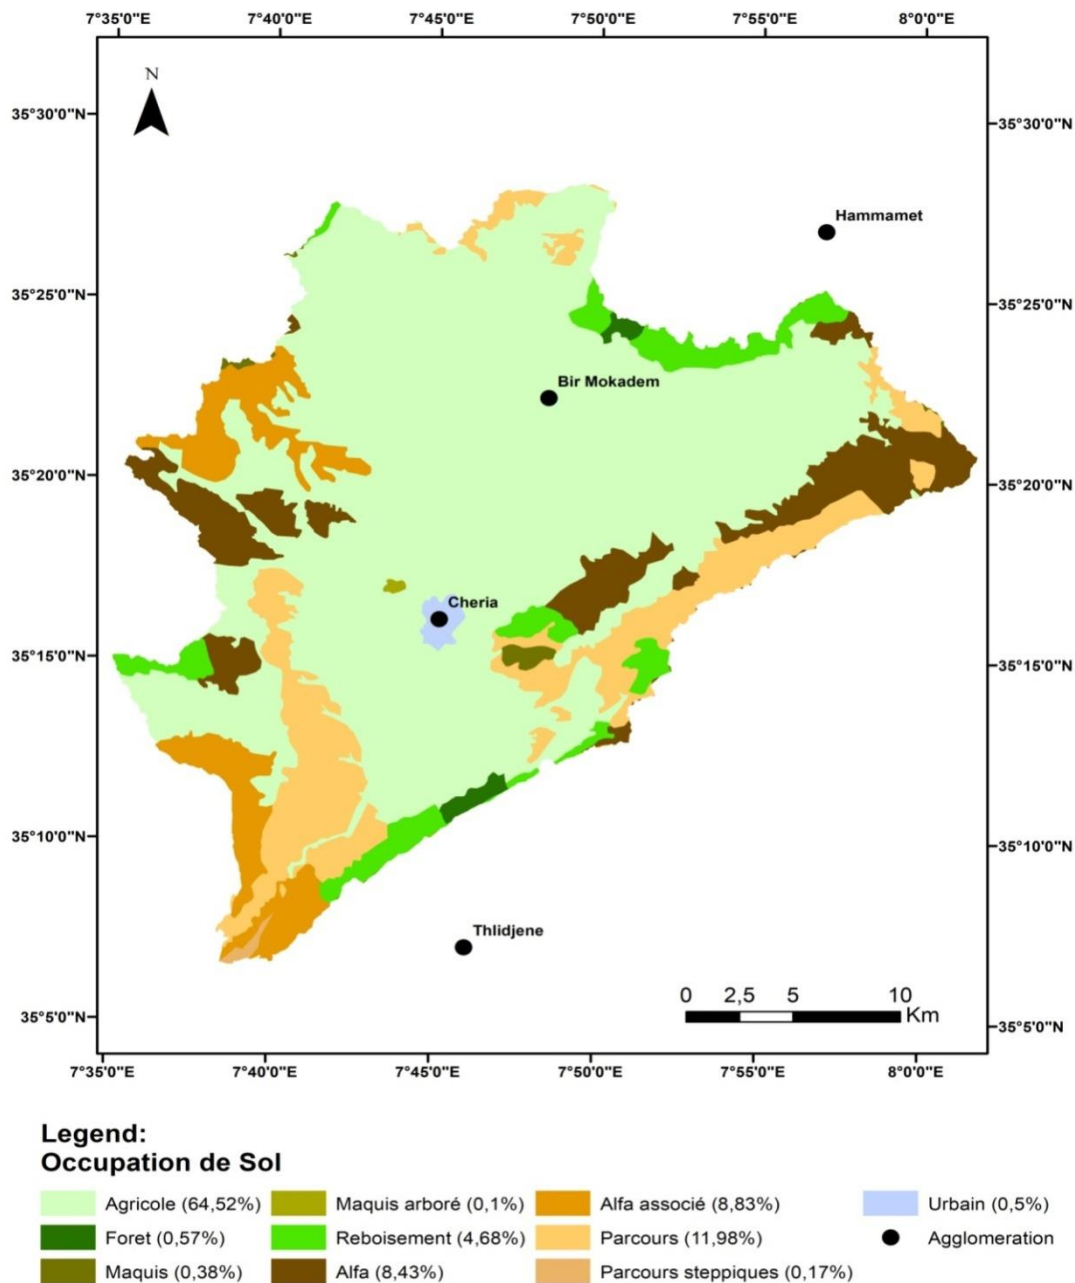 7°35'0"E 7°40'0"E 7°45'0"E 7°50'0"E 7°55'0"E 8°0'0"E
N
35°30'0"N 35°30'0"N
Hammamet
35°25'0"N 35°25'0"N
Bir Mokadem
35°20'0"N 35°20'0"N
Cheria
35°15'0"N 35°15'0"N
35°10'0"N 35°10'0"N
Thlidjene
0 2,5 5 10
Km
35°5'0"N 35°5'0"N
7°35'0"E 7°40'0"E 7°45'0"E 7°50'0"E 7°55'0"E 8°0'0"E
Legend:
Occupation de Sol
Agricole (64,52%) Maquis arboré (0,1%) Alfa associé (8,83%) Urbain (0,5%)
Foret (0,57%) Reboisement (4,68%) Parcours (11,98%) Agglomeration
Maquis (0,38%) Alfa (8,43%) Parcours steppiques (0,17%)